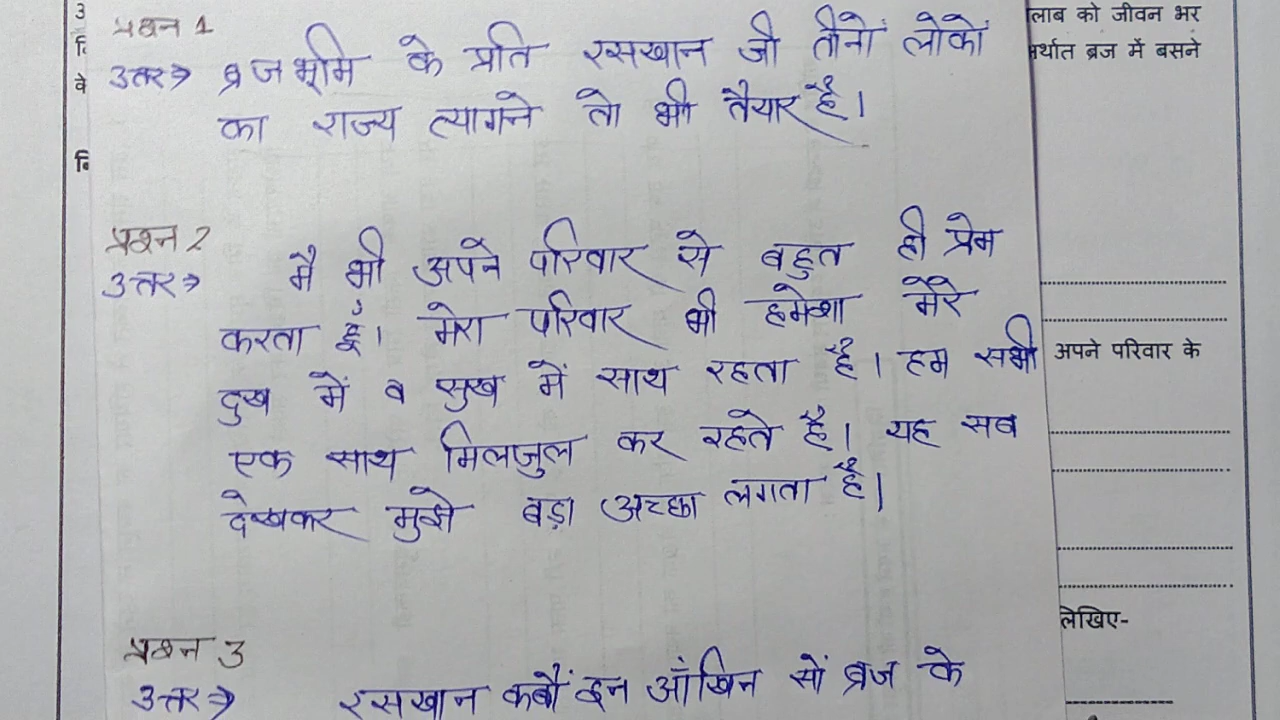 3
प्रश्न 1
लाब को जीवन भर
उत्तर⇒ ब्रजभूमि के प्रति रसखान जी तीनों लोकों
र्थात ब्रज में बसने
वे
का राज्य त्यागने तो भी तैयार है।
प्रश्न 2
उत्तर⇒ मै भी अपने परिवार से बहुत ही प्रेम
करता हूँ। मेरा परिवार भी हमेशा मेरे
दुख में व सुख में साथ रहता है। हम सभी
अपने परिवार के
एक साथ मिलजुल कर रहते है। यह सब
देखकर मुझे बड़ा अच्छा लगता है।
लिखिए-
प्रश्न 3
उत्तर⇒ रसखान कबौं इन आँखिन सों ब्रज के